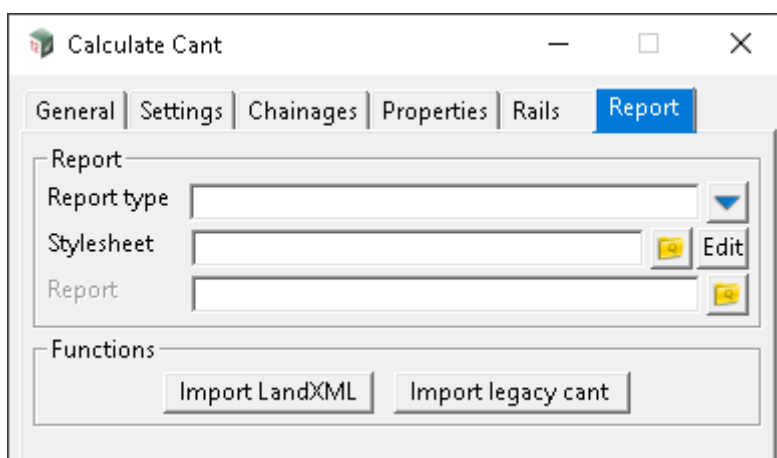 Calculate Cant
General Settings Chainages Properties Rails Report
Report
Report type
Stylesheet Edit
Report
Functions
Import LandXML Import legacy cant